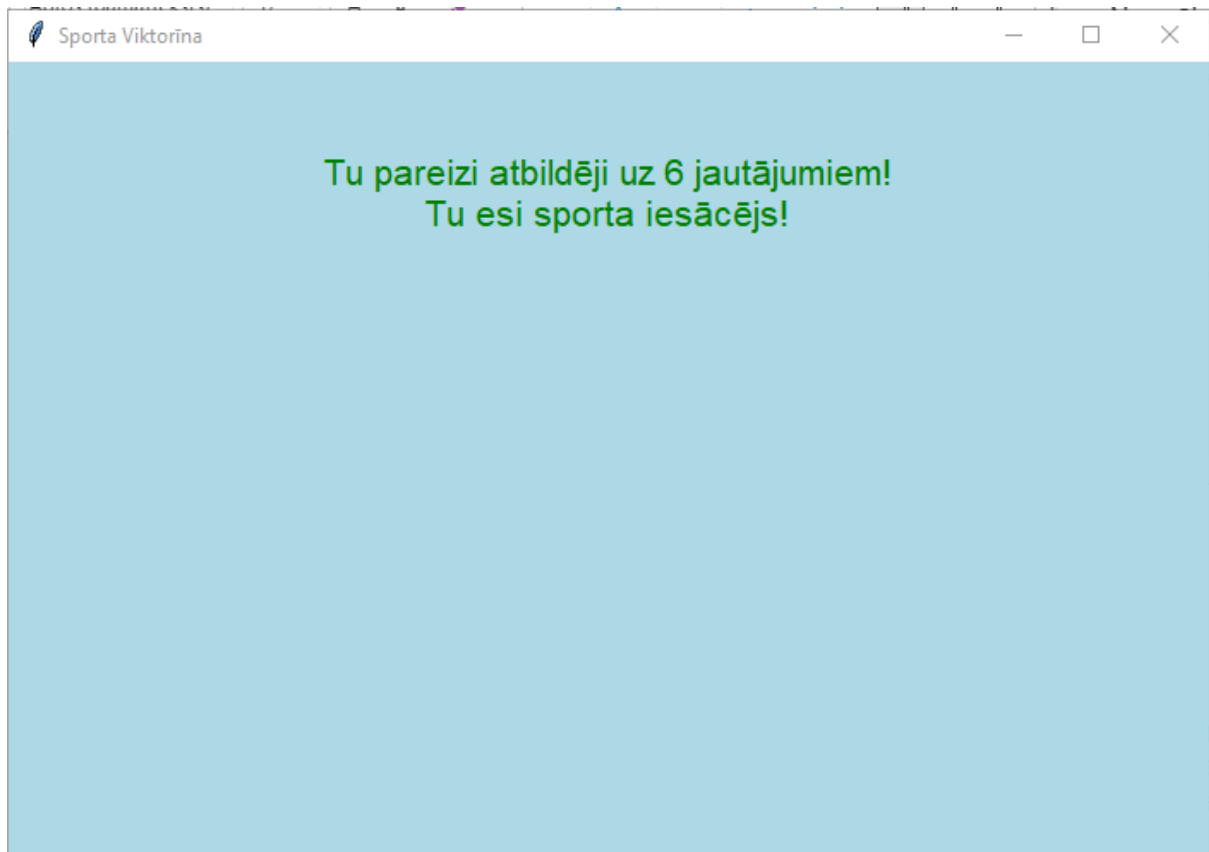 Sporta Viktorīna
Tu pareizi atbildēji uz 6 jautājumiem!
Tu esi sporta iesācējs!